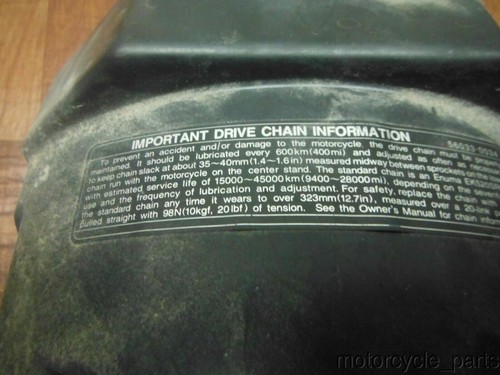 IMPORTANT DRIVE CHAIN INFORMATION
To prevent an accident and/or damage to the motorcycle, the drive chain must be
maintained. It should be lubricated every 600km(400mi) and adjusted as often as
to keep chain slack at about 35~40mm(1.4~1.6in) measured midway between sprockets
chain run with the motorcycle on the center stand. The standard chain is an Enuma
with estimated service life of 15000~45000km(9400~28000mi), depending on the
use and the frequency of lubrication and adjustment. For safety, replace the chain
the standard chain any time it wears to over 323mm(12.7in), measured over a 20-link
pulled straight with 98N(10kgf, 20lbf) of tension. See the Owner's Manual for chain
motorcycle_parts